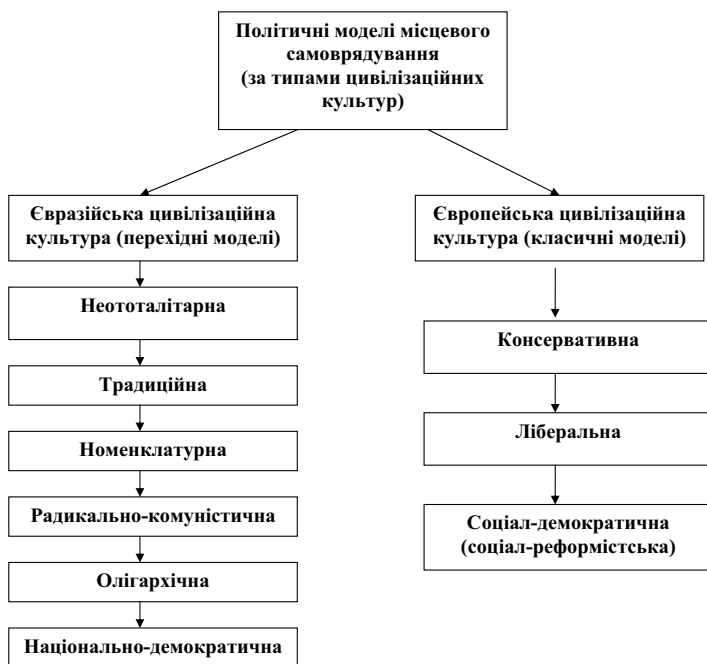 Політичні моделі місцевого
самоврядування
(за типами цивілізаційних
культур)
Євразійська цивілізаційна
культура (перехідні моделі)
Неототалітарна
Традиційна
Номенклатурна
Радикально-комуністична
Олігархічна
Національно-демократична
Європейська цивілізаційна
культура (класичні моделі)
Консервативна
Ліберальна
Соціал-демократична
(соціал-реформістська)